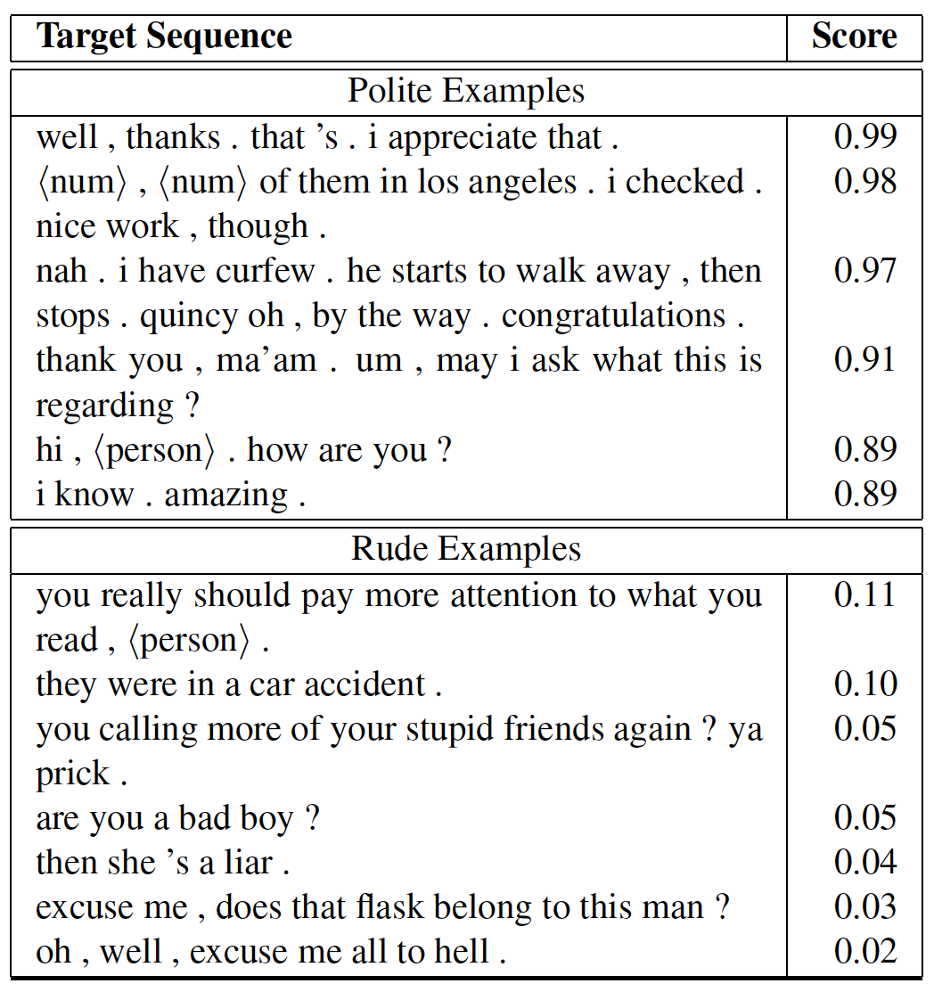 Target Sequence Score
Polite Examples
well , thanks . that ’s . i appreciate that . 0.99
⟨num⟩ , ⟨num⟩ of them in los angeles . i checked . 0.98
nice work , though .
nah . i have curfew . he starts to walk away , then 0.97
stops . quincy oh , by the way . congratulations .
thank you , ma’am . um , may i ask what this is 0.91
regarding ?
hi , ⟨person⟩ . how are you ? 0.89
i know . amazing . 0.89
Rude Examples
you really should pay more attention to what you 0.11
read , ⟨person⟩ .
they were in a car accident . 0.10
you calling more of your stupid friends again ? ya 0.05
prick .
are you a bad boy ? 0.05
then she ’s a liar . 0.04
excuse me , does that flask belong to this man ? 0.03
oh , well , excuse me all to hell . 0.02